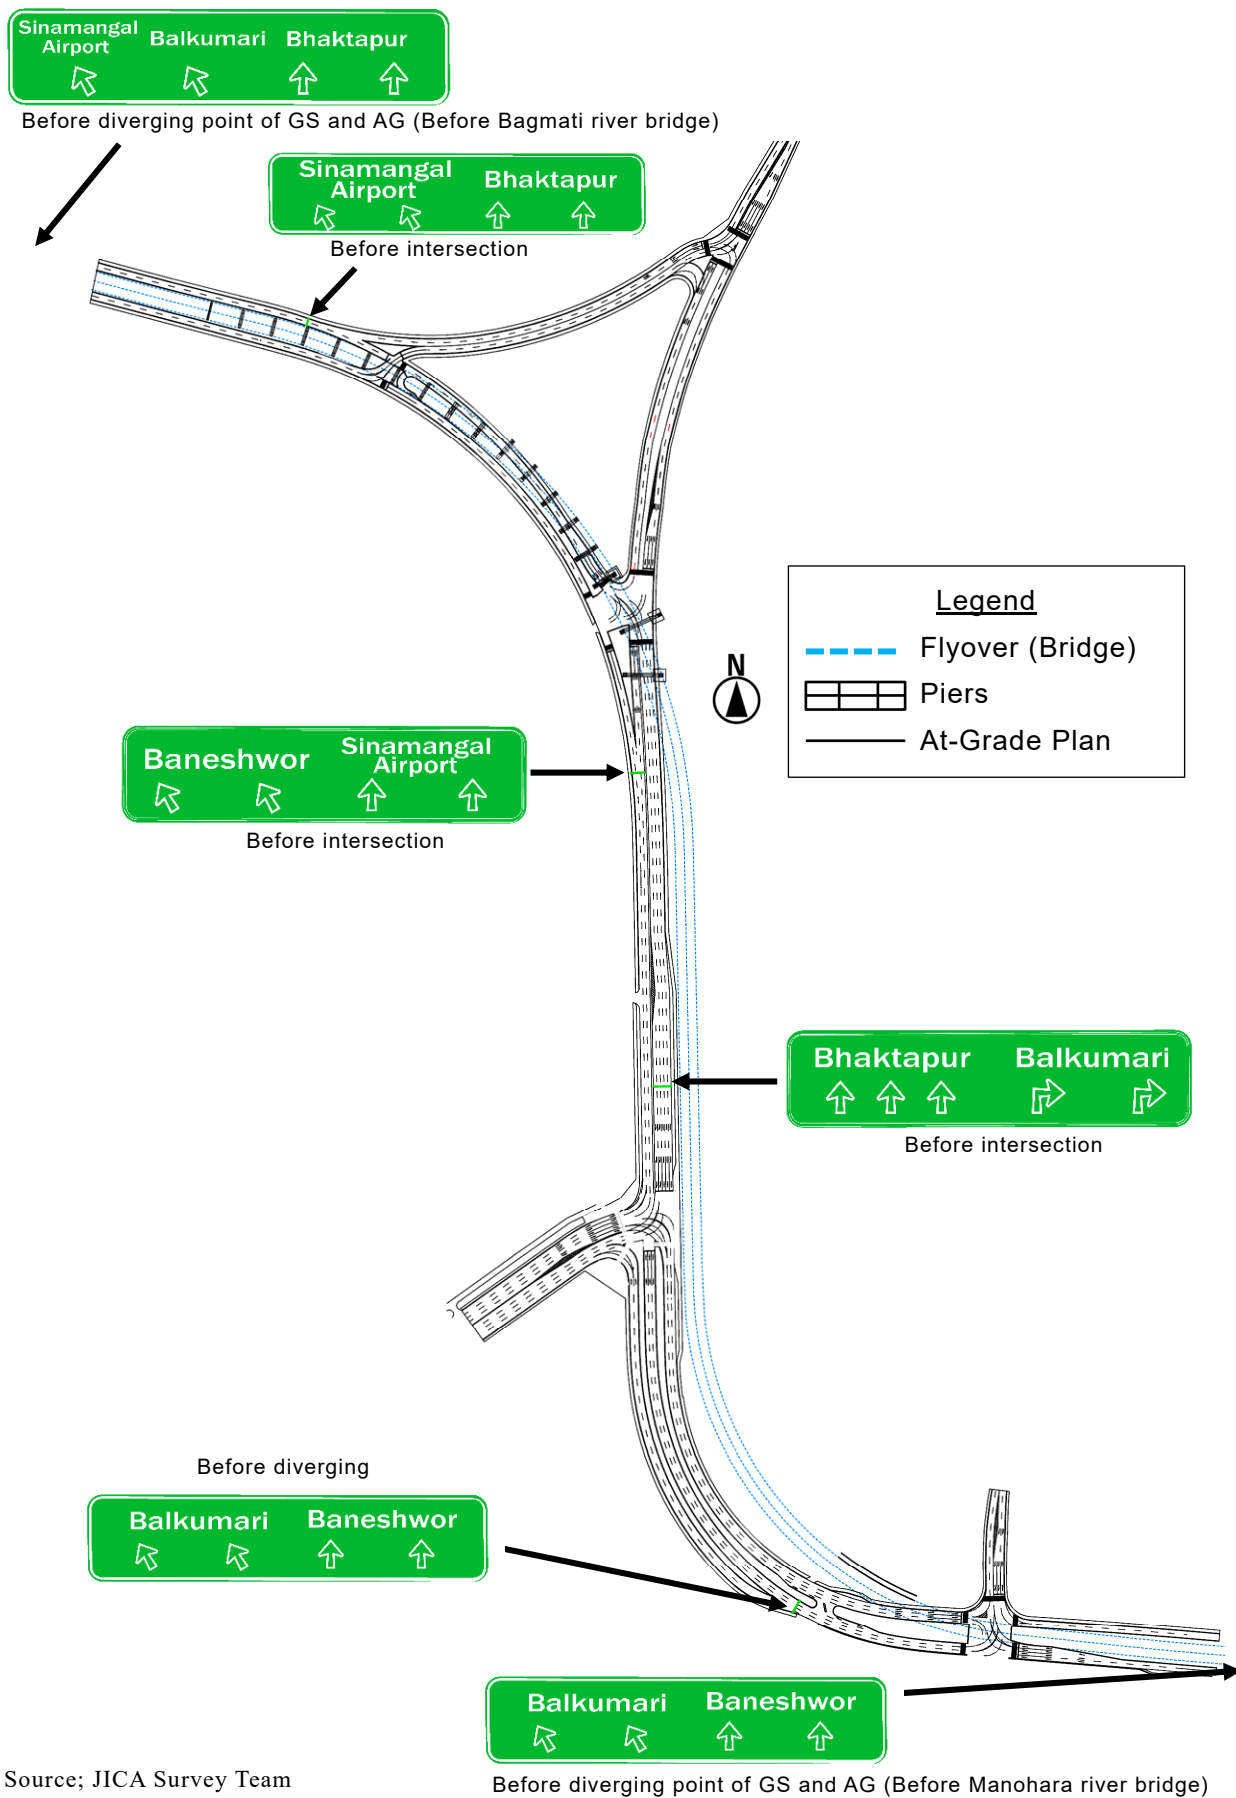 Sinamangal
Airport
Balkumari
Bhaktapur
Before diverging point of GS and AG (Before Bagmati river bridge)
Sinamangal
Airport
Bhaktapur
Before intersection
Legend
Flyover (Bridge)
Piers
At-Grade Plan
N
Baneshwor
Sinamangal
Airport
Before intersection
Bhaktapur
Balkumari
Before intersection
Before diverging
Balkumari
Baneshwor
Balkumari
Baneshwor
Before diverging point of GS and AG (Before Manohara river bridge)
Source; JICA Survey Team